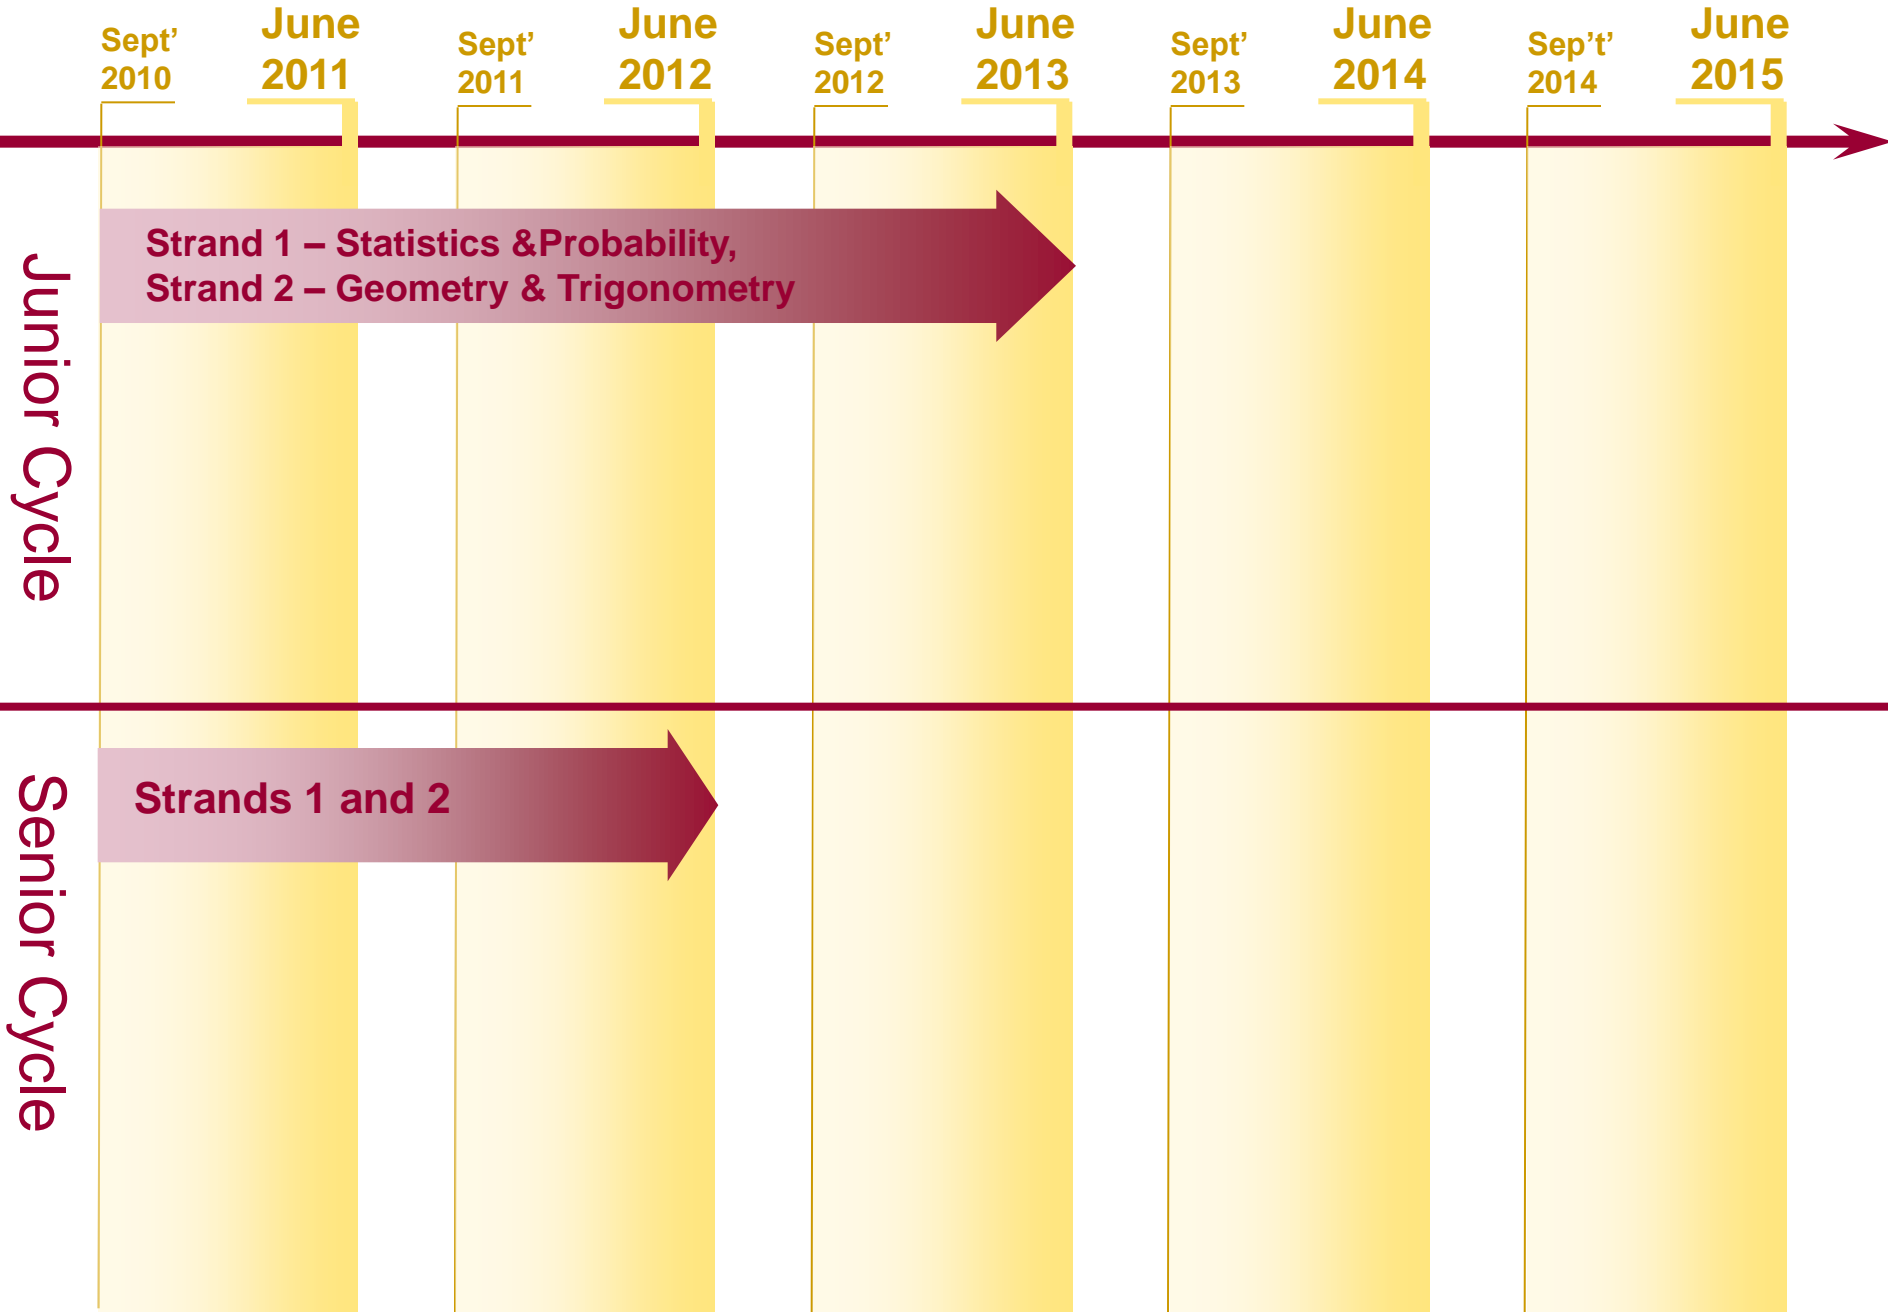 Sept’
2010
June
2011
Sept’
2011
June
2012
Sept’
2012
June
2013
Sept’
2013
June
2014
Sep’t’
2014
June
2015
Junior Cycle
Strand 1 – Statistics &Probability,
Strand 2 – Geometry & Trigonometry
Senior Cycle
Strands 1 and 2